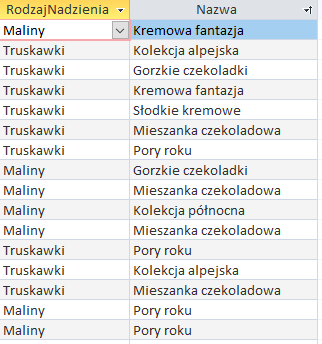 RodzajNadzienia Nazwa
Maliny Kremowa fantazja
Truskawki Kolekcja alpejska
Truskawki Gorzkie czekoladki
Truskawki Kremowa fantazja
Truskawki Słodkie kremowe
Truskawki Mieszanka czekoladowa
Truskawki Pory roku
Maliny Gorzkie czekoladki
Maliny Mieszanka czekoladowa
Maliny Kolekcja północna
Maliny Mieszanka czekoladowa
Truskawki Pory roku
Truskawki Kolekcja alpejska
Truskawki Mieszanka czekoladowa
Maliny Pory roku
Maliny Pory roku